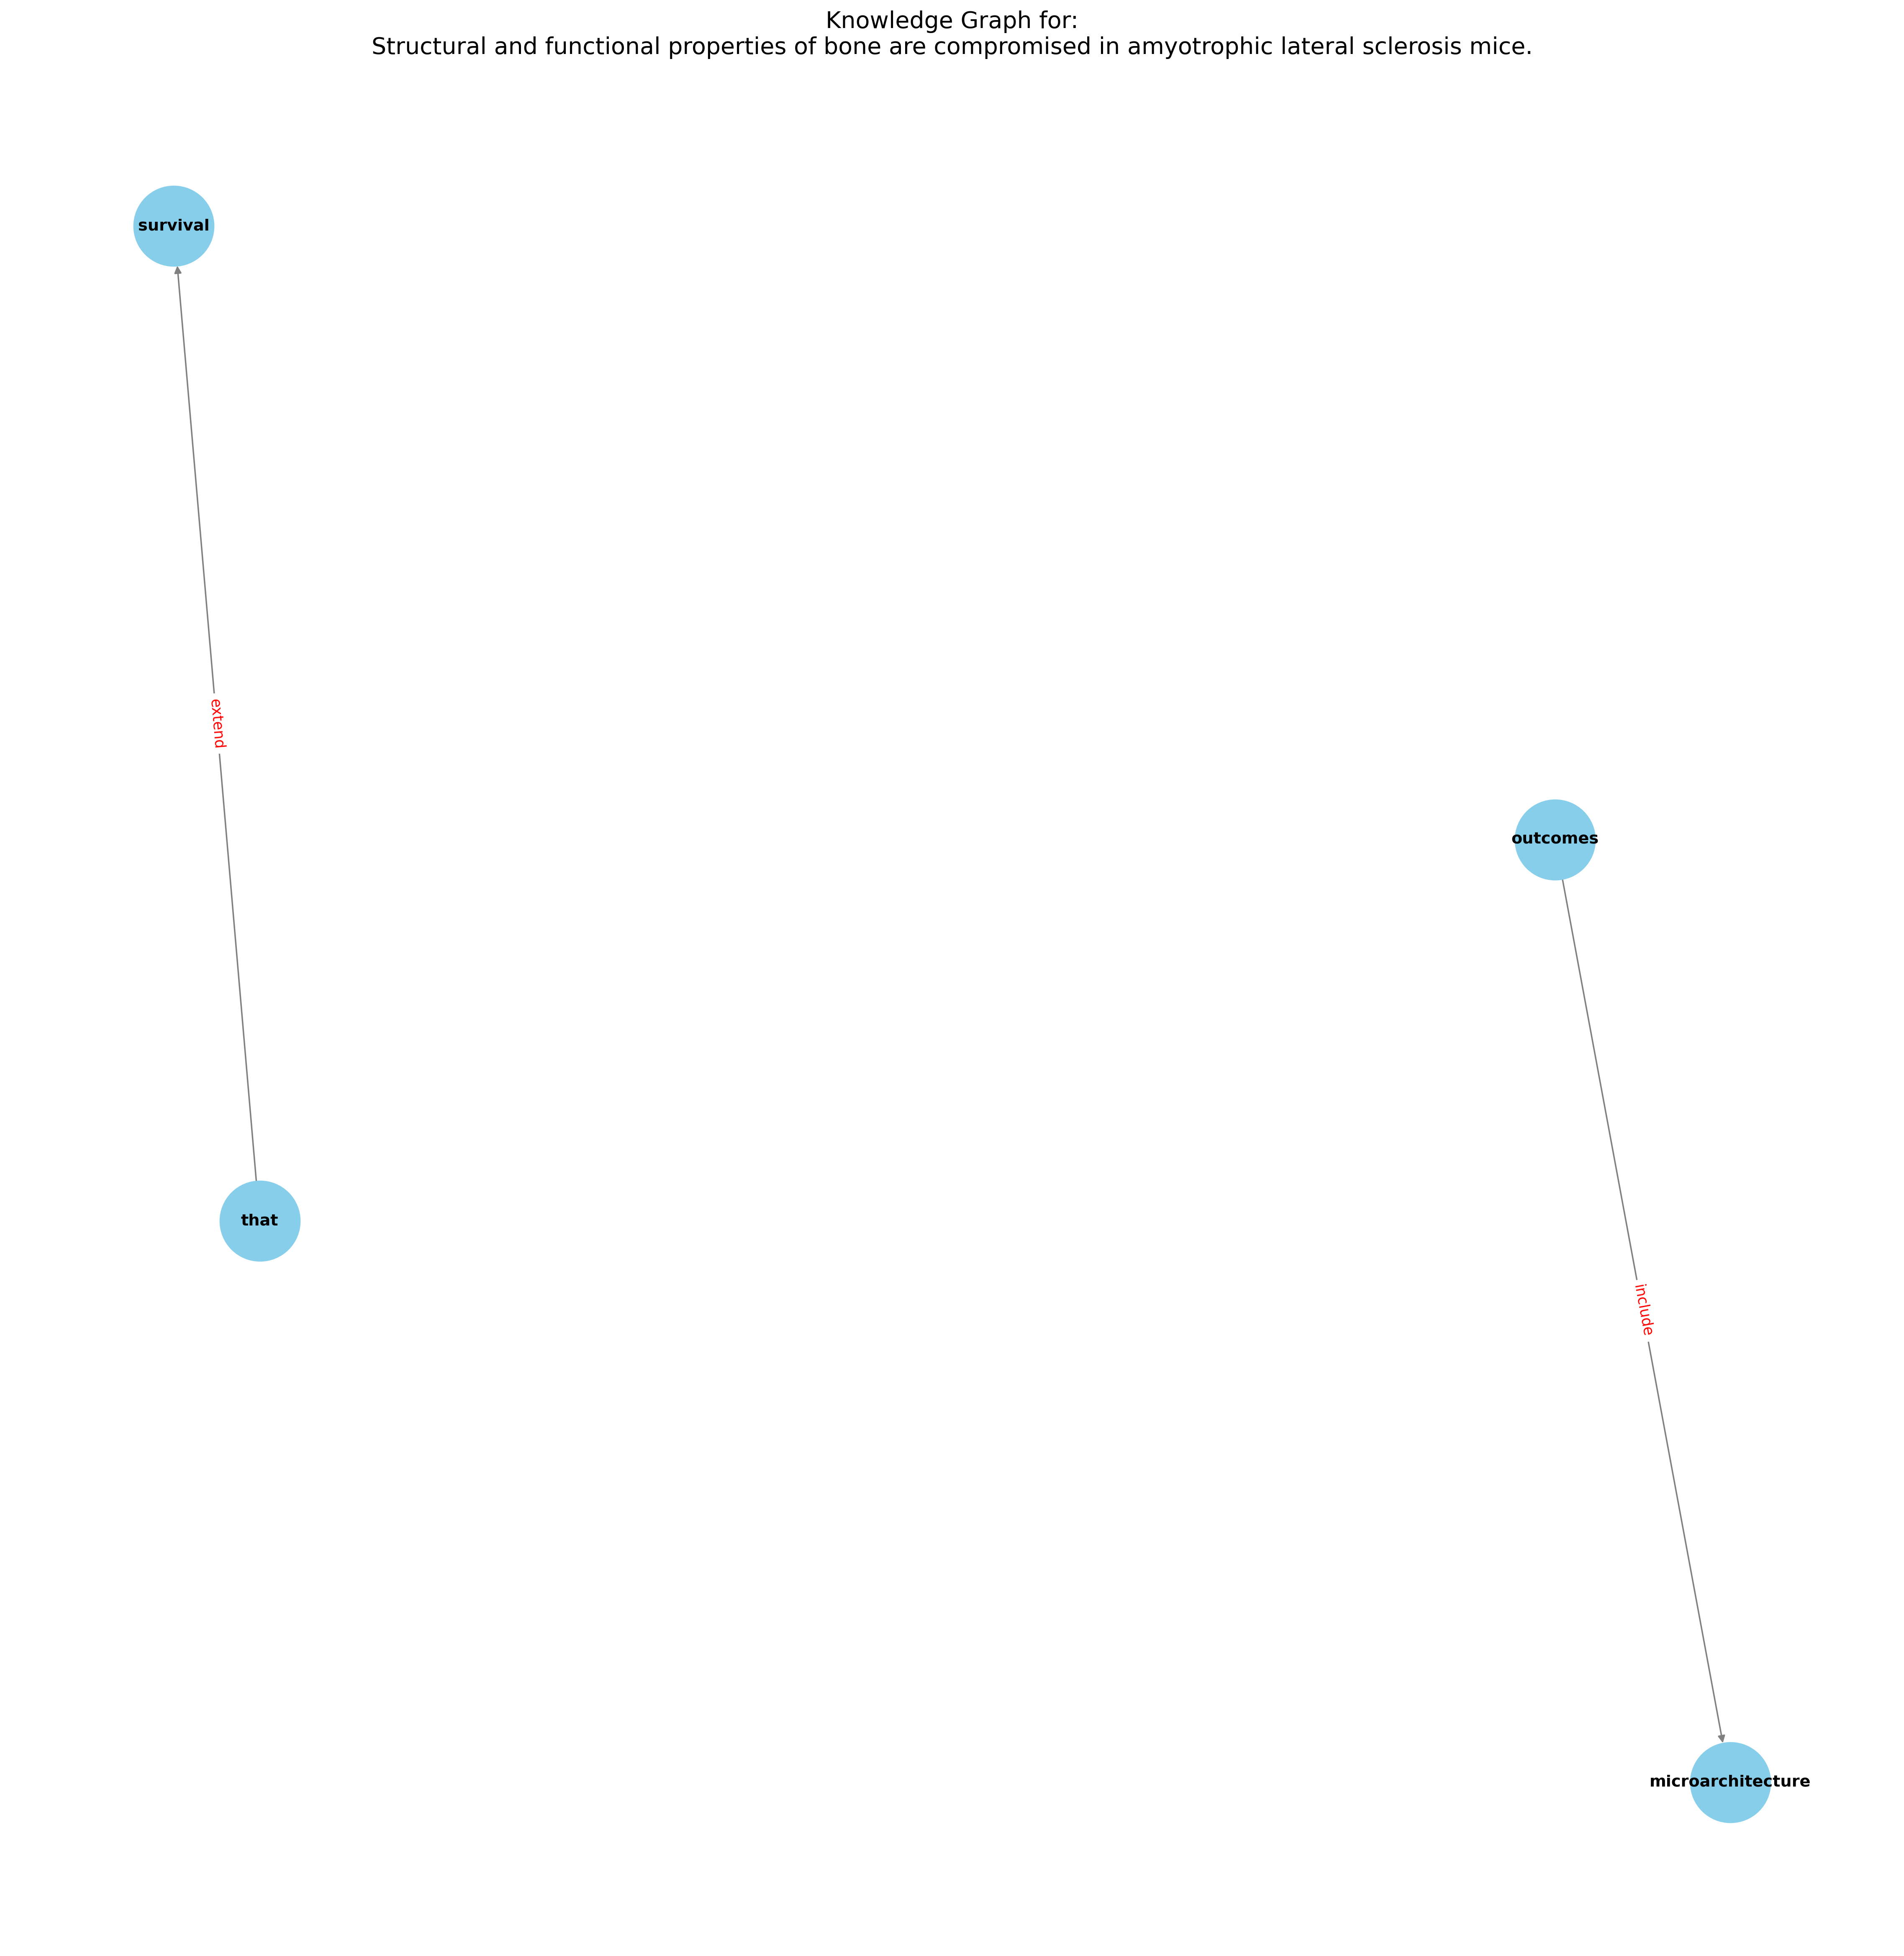 Knowledge Graph for:
Structural and functional properties of bone are compromised in amyotrophic lateral sclerosis mice.
survival
extend
outcomes
that
include
microarchitecture